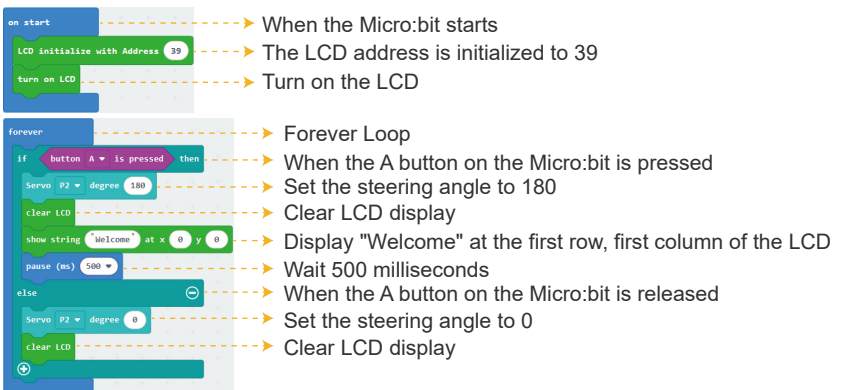 on start
When the Micro:bit starts
LCD initialize with Address 39
The LCD address is initialized to 39
turn on LCD
Turn on the LCD
forever
Forever Loop
if button A is pressed then
When the A button on the Micro:bit is pressed
Servo P2 degree 180
Set the steering angle to 180
clear LCD
Clear LCD display
show string "Welcome" at x 0 y 0
Display "Welcome" at the first row, first column of the LCD
pause (ms) 500
Wait 500 milliseconds
else
When the A button on the Micro:bit is released
Servo P2 degree 0
Set the steering angle to 0
clear LCD
Clear LCD display